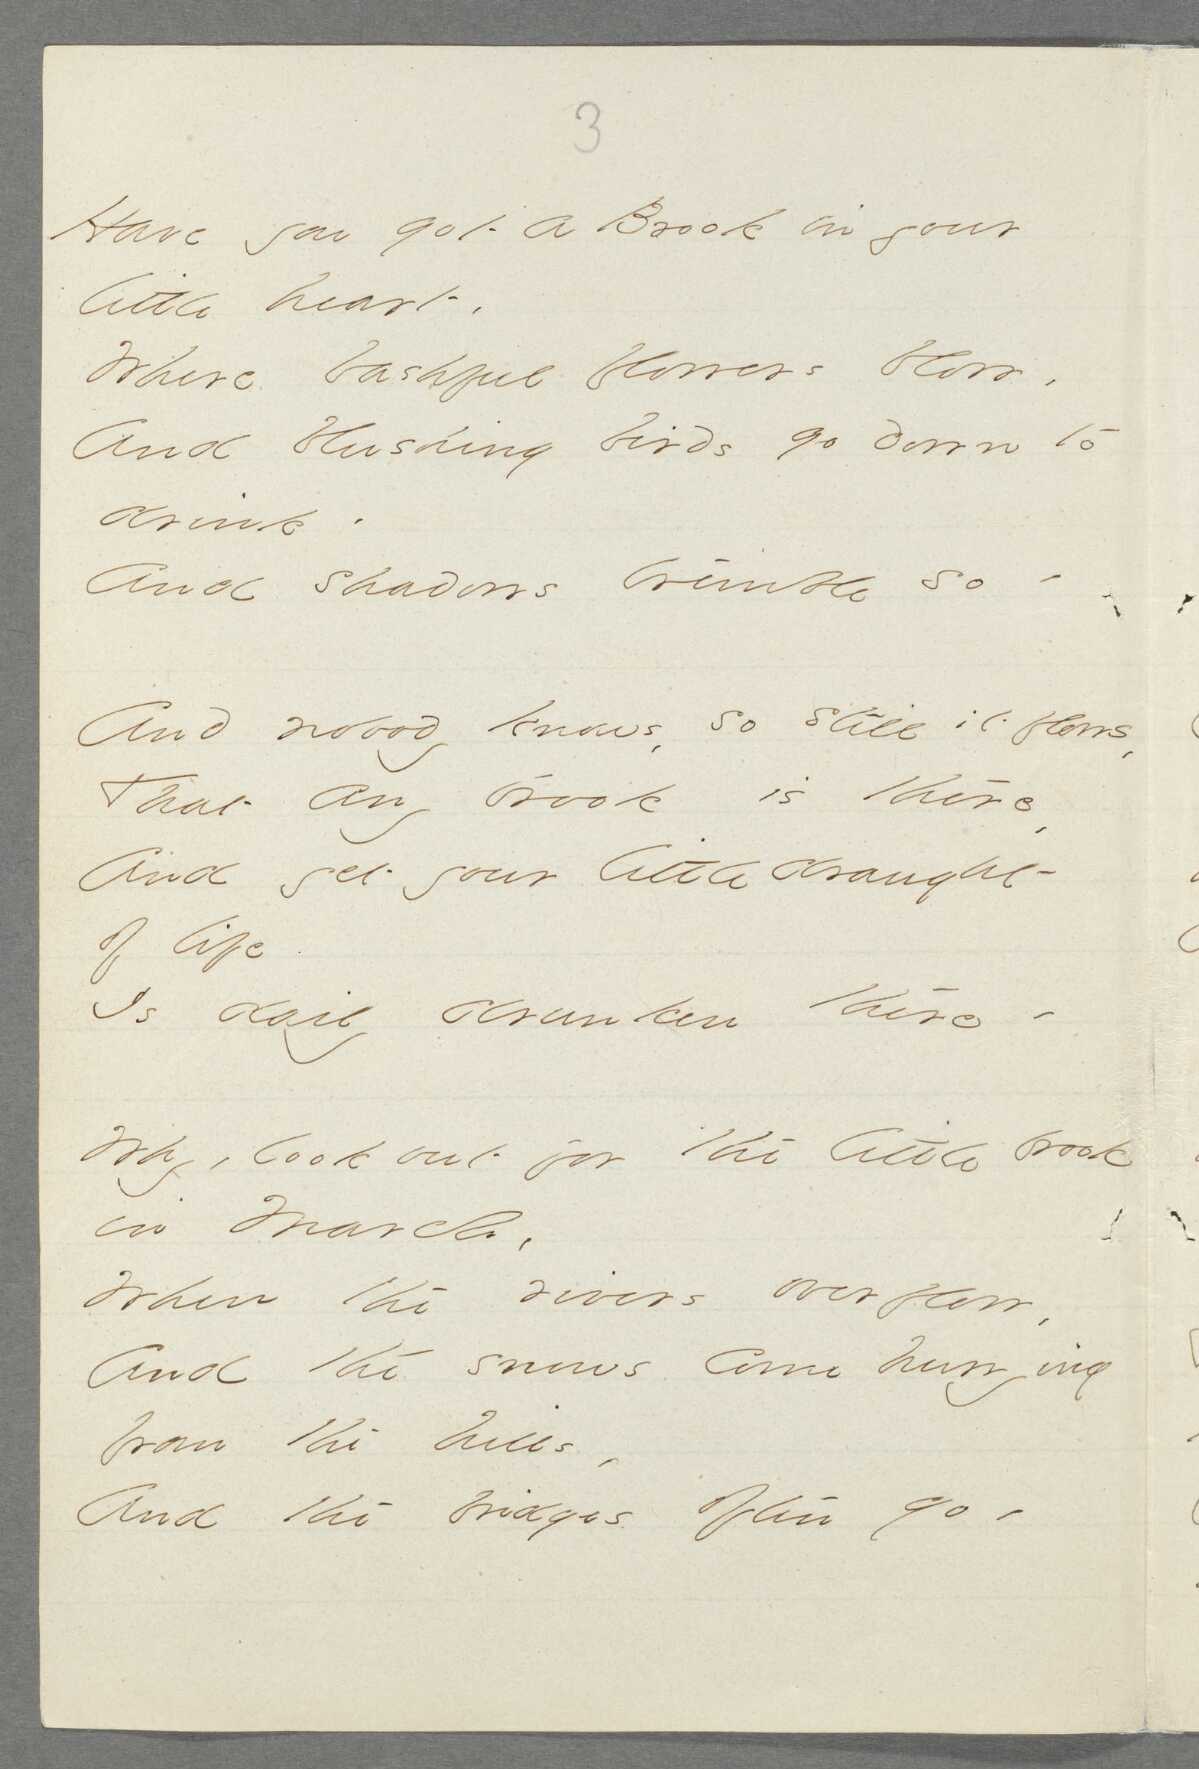 3
Have you got a Brook in your
little heart,
Where bashful flowers blow,
And blushing birds go down to
drink -
And shadows tremble so -
And nobody knows, so still it flows,
That any brook is there,
And yet your little draught
of life
Is daily drunken there -
Why, look out for the little brook
in March,
When the rivers overflow,
And the snows come hurrying
from the hills,
And the bridges often go -